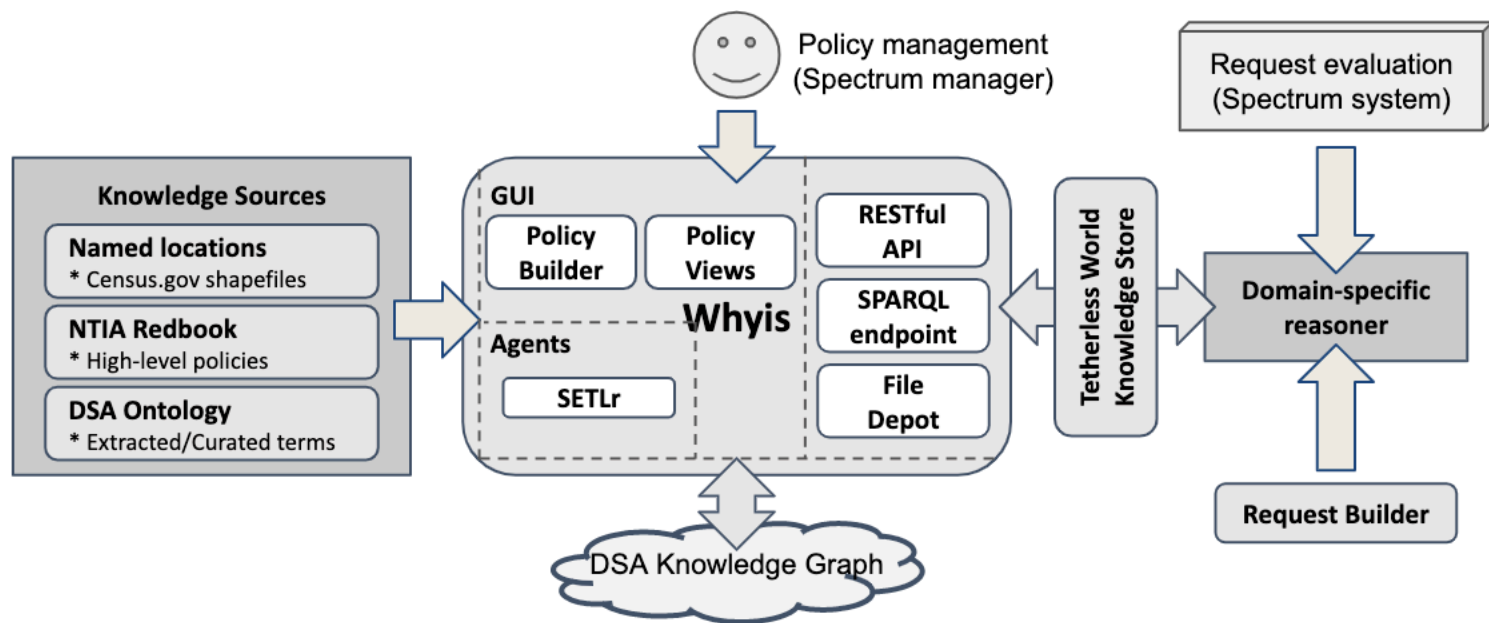 Policy management
(Spectrum manager)
Request evaluation
(Spectrum system)
Knowledge Sources
Named locations
* Census.gov shapefiles
NTIA Redbook
* High-level policies
DSA Ontology
* Extracted/Curated terms
GUI
Policy
Builder
Policy
Views
Whyis
Agents
SETLr
RESTful
API
SPARQL
endpoint
File
Depot
Tetherless World
Knowledge Store
Domain-specific
reasoner
Request Builder
DSA Knowledge Graph